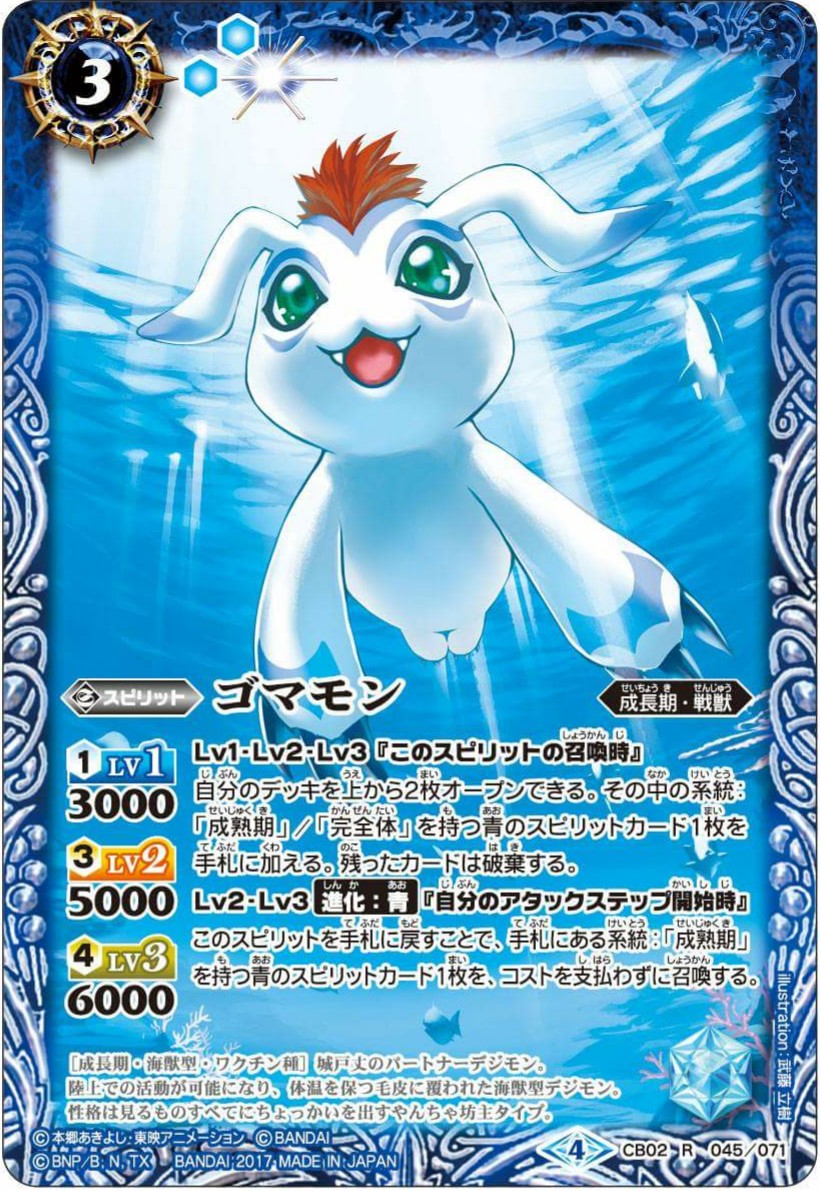 3
スピリット ゴマモン 成長期・戦獣
1 LV1
3000
3 LV2
5000
4 LV3
6000
Lv1・Lv2・Lv3『このスピリットの召喚時』
自分のデッキを上から2枚オープンできる。その中の系統：
「成熟期」／「完全体」を持つ青のスピリットカード1枚を
手札に加える。残ったカードは破棄する。
Lv2・Lv3 進化：青『自分のアタックステップ開始時』
このスピリットを手札に戻すことで、手札にある系統：「成熟期」
を持つ青のスピリットカード1枚を、コストを支払わずに召喚する。
[成長期・海獣型・ワクチン種] 城戸丈のパートナーデジモン。
陸上での活動が可能になり、体温を保つ毛皮に覆われた海獣型デジモン。
性格は見るものすべてにちょっかいを出すやんちゃ坊主タイプ。
illustration：武藤 立樹
©本郷あきよし・東映アニメーション ©BANDAI
©BNP/B, N, TX BANDAI 2017 MADE IN JAPAN
4 CB02 R 045/071